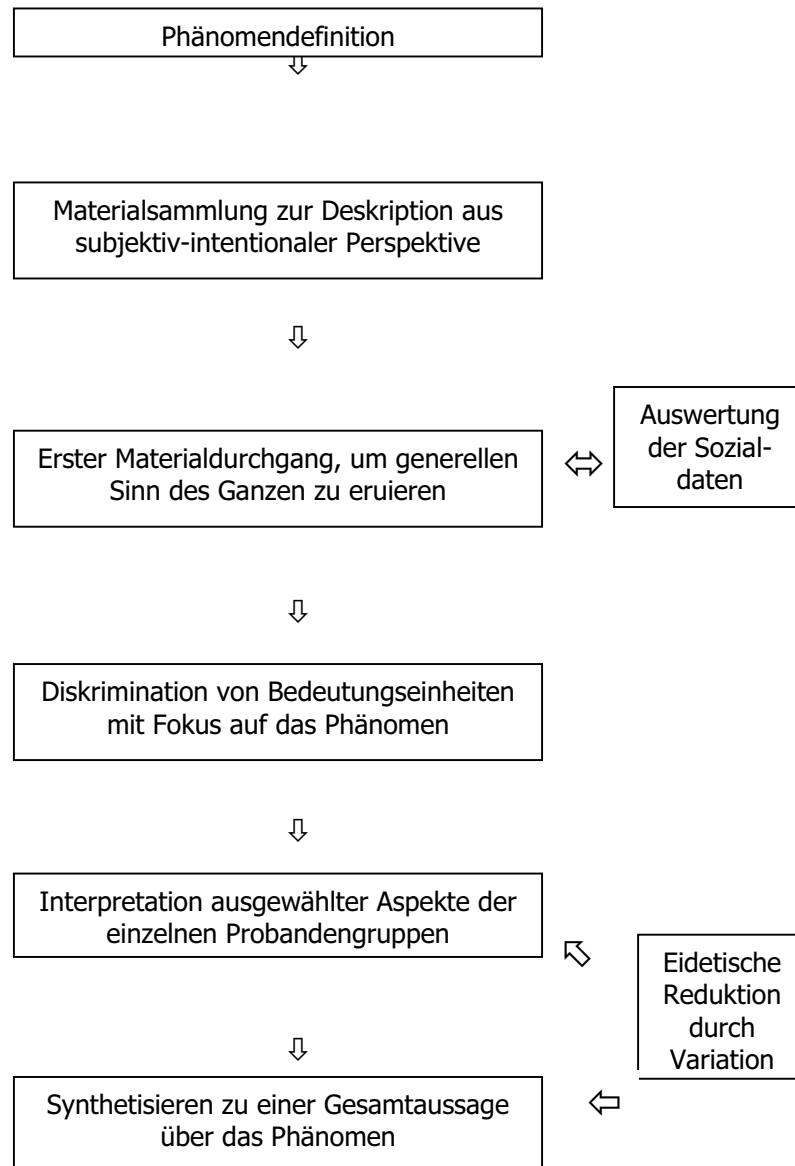 Phänomendefinition
Materialsammlung zur Deskription aus
subjektiv-intentionaler Perspektive
Erster Materialdurchgang, um generellen
Sinn des Ganzen zu eruieren
Auswertung
der Sozial-
daten
Diskrimination von Bedeutungseinheiten
mit Fokus auf das Phänomen
Interpretation ausgewählter Aspekte der
einzelnen Probandengruppen
Eidetische
Reduktion
durch
Variation
Synthetisieren zu einer Gesamtaussage
über das Phänomen